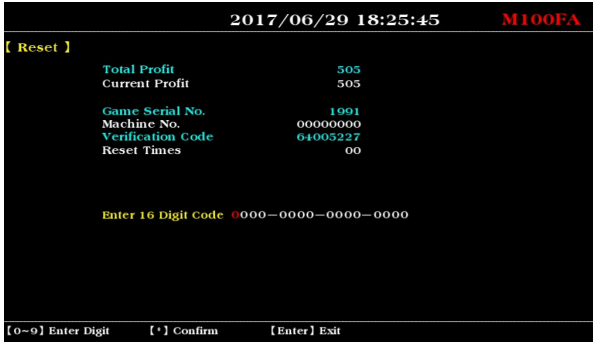 2017/06/29 18:25:45 M100FA
【 Reset 】
Total Profit 505
Current Profit 505
Game Serial No. 1991
Machine No. 00000000
Verification Code 64005227
Reset Times 00
Enter 16 Digit Code 0000-0000-0000-0000
【0~9】Enter Digit 【*】Confirm 【Enter】Exit